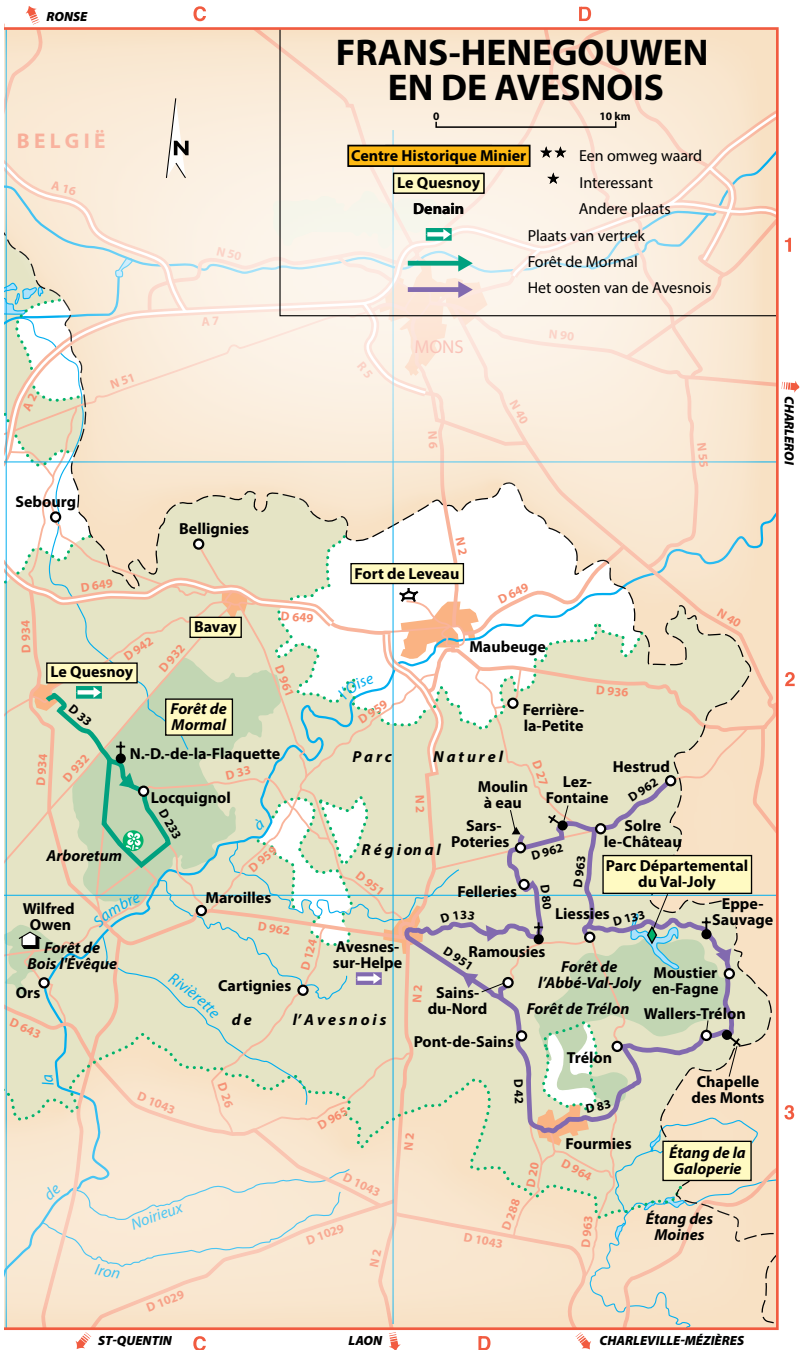 RONSE
C
D
FRANS-HENEGOUWEN
EN DE AVESNOIS
0
10 km
Centre Historique Minier
★★ Een omweg waard
Le Quesnoy
★ Interessant
Denain
Andere plaats
Plaats van vertrek
Forêt de Mormal
Het oosten van de Avesnois
N
BELGIË
A 16
N 50
1
A 7
MONS
N 90
R 5
N 51
A 2
N 40
N 6
N 55
CHARLEROI
Sebourg
Bellignies
N 2
Fort de Leveau
D 649
D 649
D 649
Bavay
Maubeuge
N 40
D 934
D 942
D 932
Le Quesnoy
D 961
l'Oise
2
D 936
D 33
Forêt de
Mormal
D 959
Ferrière-
la-Petite
N.-D.-de-la-Flaquette
Parc Naturel
D 934
D 932
D 33
D 27
Hestrud
D 962
Locquignol
Moulin
à eau
Lez-
Fontaine
N 2
D 233
à
Sars-
Poteries
D 962
Solre
le-Château
Régional
Arboretum
D 959
D 963
Parc Départemental
du Val-Joly
D 951
Felleries
D 80
Maroilles
Sambre
Wilfred
Owen
D 962
D 133
Liessies
D 133
Eppe-
Sauvage
Forêt de
Bois l'Évêque
D 124
Avesnes-
sur-Helpe
Ramousies
D 951
Rivièrette
Forêt de
l'Abbé-Val-Joly
Moustier
en-Fagne
Ors
Cartignies
Sains-
du-Nord
Forêt de Trélon
Wallers-Trélon
N 2
D 643
de l'Avesnois
Pont-de-Sains
Trélon
la
Chapelle
des Monts
D 1043
D 26
D 965
D 42
D 83
3
N 2
Fourmies
Étang de la
Galoperie
D 20
D 964
D 1043
de
Noirieux
D 288
D 963
Étang des
Moines
D 1029
D 1043
N 2
Iron
D 1029
ST-QUENTIN
C
LAON
D
CHARLEVILLE-MÉZIÈRES